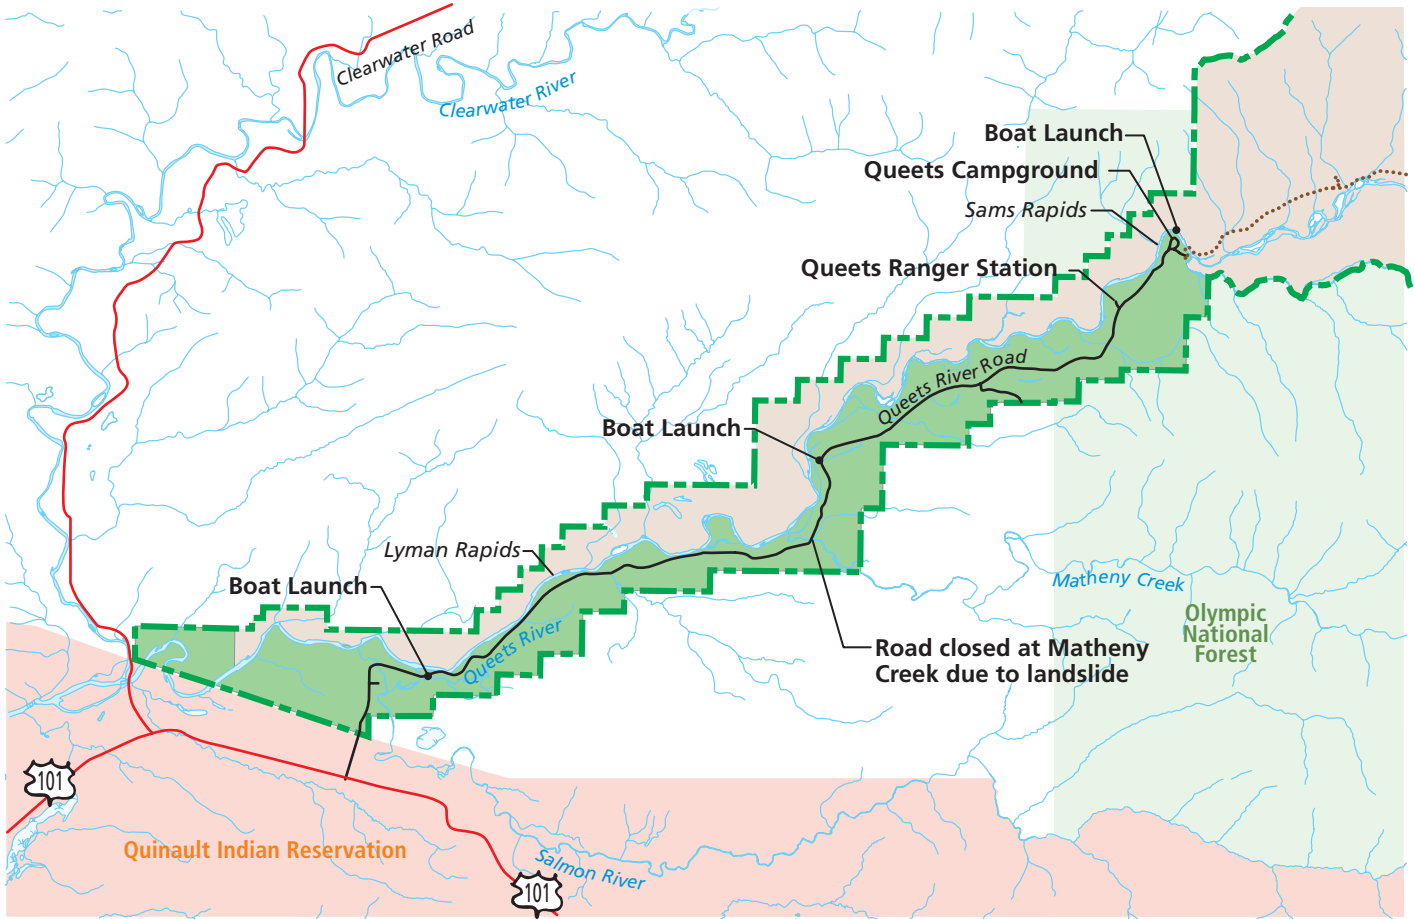 Clearwater Road
Clearwater River
Boat Launch
Queets Campground
Sams Rapids
Queets Ranger Station
Queets River Road
Boat Launch
Lyman Rapids
Boat Launch
Matheny Creek
Olympic
National
Forest
Queets River
Road closed at Matheny
Creek due to landslide
101
Quinault Indian Reservation
Salmon River
101